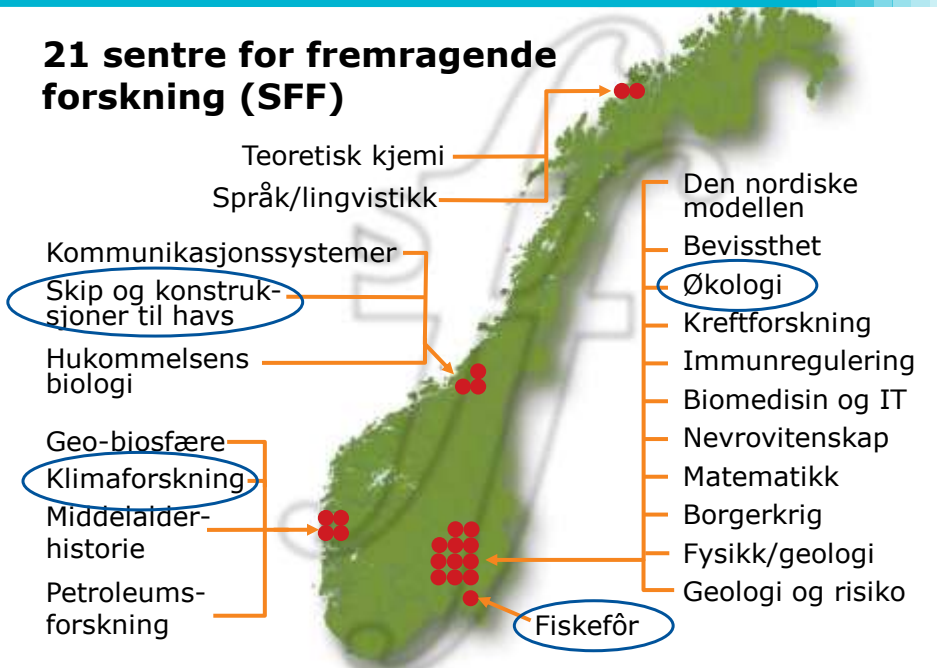 21 sentre for fremragende
forskning (SFF)
Teoretisk kjemi
Språk/lingvistikk
Kommunikasjonssystemer
Skip og konstruk-
sjoner til havs
Hukommelsens
biologi
Geo-biosfære
Klimaforskning
Middelalder-
historie
Petroleums-
forskning
Den nordiske
modellen
Bevissthet
Økologi
Kreftforskning
Immunregulering
Biomedisin og IT
Nevrovitenskap
Matematikk
Borgerkrig
Fysikk/geologi
Geologi og risiko
Fiskefôr